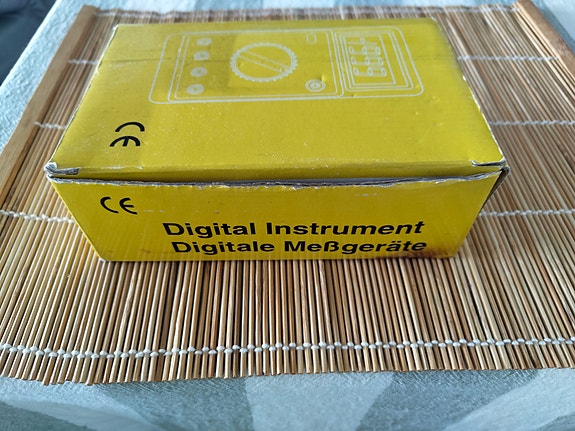 CE
CE
Digital Instrument
Digitale Meßgeräte